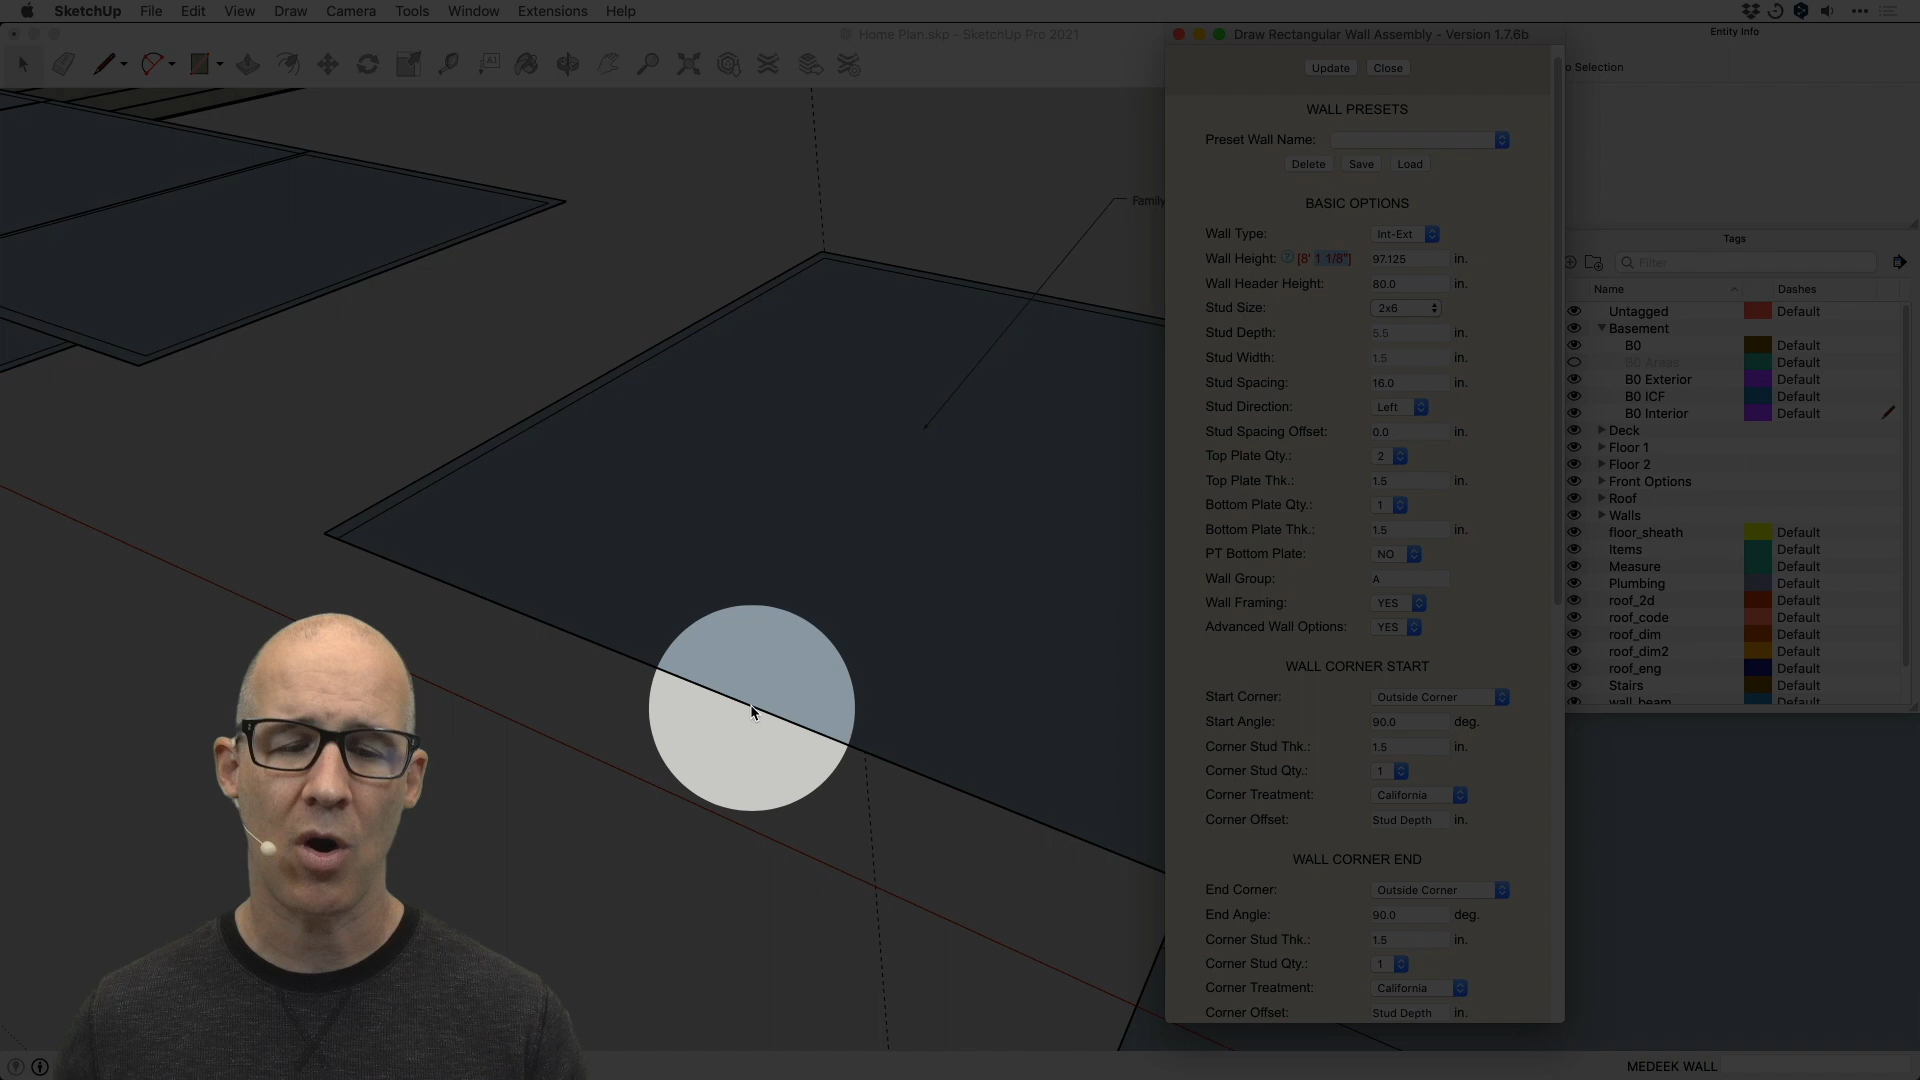 SketchUp File Edit View Draw Camera Tools Window Extensions Help
Home Plan.skp - SketchUp Pro 2021
Draw Rectangular Wall Assembly - Version 1.7.6b
Update Close
WALL PRESETS
Preset Wall Name:
Delete Save Load
BASIC OPTIONS
Wall Type: Int-Ext
Wall Height: [8' 1 1/8"] 97.125 in.
Wall Header Height: 80.0 in.
Stud Size: 2x6
Stud Depth: 5.5 in.
Stud Width: 1.5 in.
Stud Spacing: 16.0 in.
Stud Direction: Left
Stud Spacing Offset: 0.0 in.
Top Plate Qty.: 2
Top Plate Thk.: 1.5 in.
Bottom Plate Qty.: 1
Bottom Plate Thk.: 1.5 in.
PT Bottom Plate: NO
Wall Group: A
Wall Framing: YES
Advanced Wall Options: YES
WALL CORNER START
Start Corner: Outside Corner
Start Angle: 90.0 deg.
Corner Stud Thk.: 1.5 in.
Corner Stud Qty.: 1
Corner Treatment: California
Corner Offset: Stud Depth in.
WALL CORNER END
End Corner: Outside Corner
End Angle: 90.0 deg.
Corner Stud Thk.: 1.5 in.
Corner Stud Qty.: 1
Corner Treatment: California
Corner Offset: Stud Depth in.
Family
A1
Entity Info
o Selection
Tags
Filter
Name Dashes
Untagged Default
Basement
B0 Default
B0 Areas Default
B0 Exterior Default
B0 ICF Default
B0 Interior Default
Deck
Floor 1
Floor 2
Front Options
Roof
Walls
floor_sheath Default
Items Default
Measure Default
Plumbing Default
roof_2d Default
roof_code Default
roof_dim Default
roof_dim2 Default
roof_eng Default
Stairs Default
wall_beam Default
MEDEEK WALL